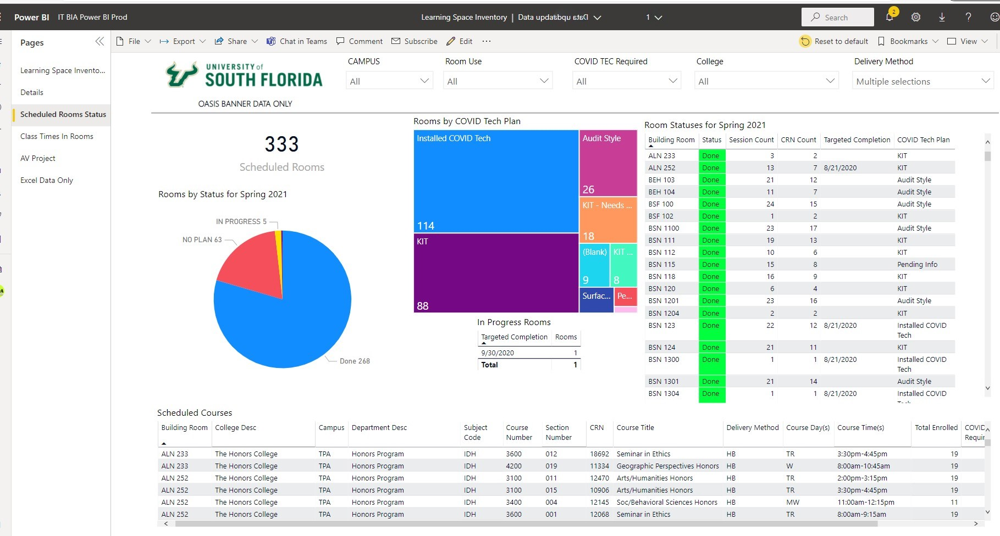 Power BI IT BIA Power BI Prod
Learning Space Inventory | Data
1
Search
2
Pages
File Export Share Chat in Teams Comment Subscribe Edit ...
Reset to default Bookmarks View
Learning Space Invento...
Details
Scheduled Rooms Status
Class Times In Rooms
AV Project
Excel Data Only
UNIVERSITY of
SOUTH FLORIDA
OASIS BANNER DATA ONLY
CAMPUS Room Use COVID TEC Required College Delivery Method
All All All All Multiple selections
333
Scheduled Rooms
Rooms by Status for Spring 2021
IN PROGRESS 5
NO PLAN 63
Done 268
Rooms by COVID Tech Plan
Installed COVID Tech
114
KIT
88
Audit Style
26
KIT - Needs ...
18
(Blank)
9
KIT ...
8
Surfac...
Pe...
In Progress Rooms
Targeted Completion Rooms
9/30/2020 1
Total 1
Room Statuses for Spring 2021
Building Room Status Session Count CRN Count Targeted Completion COVID Tech Plan
ALN 233 Done 3 2 KIT
ALN 252 Done 13 7 8/21/2020 KIT
BEH 103 Done 21 12 Audit Style
BEH 104 Done 11 7 Audit Style
BSF 100 Done 24 15 Audit Style
BSF 102 Done 1 2 KIT
BSN 1100 Done 23 17 Audit Style
BSN 111 Done 19 13 KIT
BSN 112 Done 10 6 KIT
BSN 115 Done 15 8 Pending Info
BSN 118 Done 16 9 KIT
BSN 120 Done 6 4 KIT
BSN 1201 Done 23 16 Audit Style
BSN 1204 Done 2 2 KIT
BSN 123 Done 22 12 8/21/2020 Installed COVID
Tech
BSN 124 Done 21 11 KIT
BSN 1300 Done 1 1 8/21/2020 Installed COVID
Tech
BSN 1301 Done 21 14 Audit Style
BSN 1304 Done 1 1 8/21/2020 Installed COVID
Scheduled Courses
Building Room College Desc Campus Department Desc Subject Course Section CRN Course Title Delivery Method Course Day(s) Course Time(s) Total Enrolled COVID
Code Number Number Requir
ALN 233 The Honors College TPA Honors Program IDH 3600 012 18692 Seminar in Ethics HB TR 3:30pm-4:45pm 19
ALN 233 The Honors College TPA Honors Program IDH 4200 019 11334 Geographic Perspectives Honors HB W 8:00am-10:45am 19
ALN 252 The Honors College TPA Honors Program IDH 3100 011 12470 Arts/Humanities Honors HB TR 2:00pm-3:15pm 19
ALN 252 The Honors College TPA Honors Program IDH 3100 015 10906 Arts/Humanities Honors HB TR 3:30pm-4:45pm 19
ALN 252 The Honors College TPA Honors Program IDH 3400 004 12145 Soc/Behavioral Sciences Honors HB MW 11:00am-12:15pm 11
ALN 252 The Honors College TPA Honors Program IDH 3600 001 12068 Seminar in Ethics HB TR 8:00am-9:15am 19